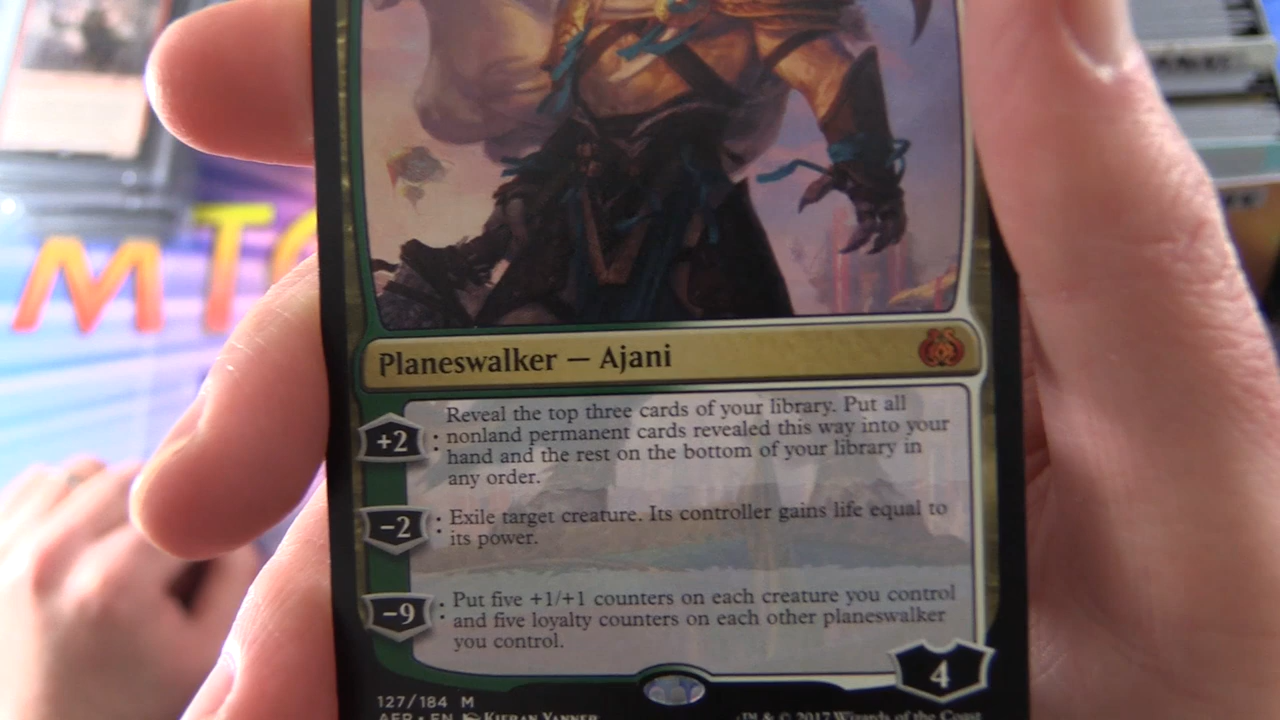 MT
Planeswalker — Ajani
Reveal the top three cards of your library. Put all
+2 : nonland permanent cards revealed this way into your
hand and the rest on the bottom of your library in
any order.
−2 : Exile target creature. Its controller gains life equal to
its power.
−9 : Put five +1/+1 counters on each creature you control
and five loyalty counters on each other planeswalker
you control.
4
127/184 M
AER • EN KIERAN YANNER ™ & © 2017 Wizards of the Coast